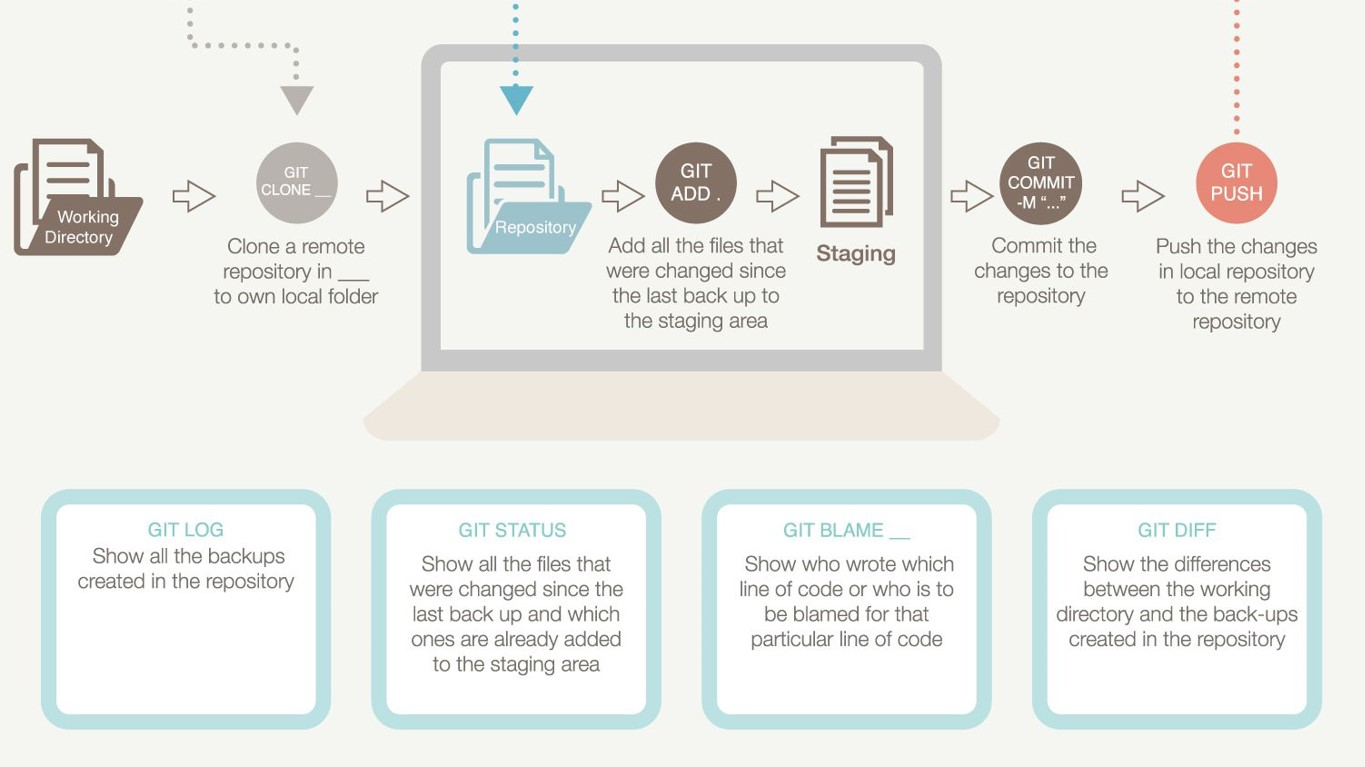 Working
Directory
GIT
CLONE __
Clone a remote
repository in ___
to own local folder
Repository
GIT
ADD .
Add all the files that
were changed since
the last back up to
the staging area
Staging
GIT
COMMIT
-M “...”
Commit the
changes to the
repository
GIT
PUSH
Push the changes
in local repository
to the remote
repository
GIT LOG
Show all the backups
created in the repository
GIT STATUS
Show all the files that
were changed since the
last back up and which
ones are already added
to the staging area
GIT BLAME __
Show who wrote which
line of code or who is to
be blamed for that
particular line of code
GIT DIFF
Show the differences
between the working
directory and the back-ups
created in the repository